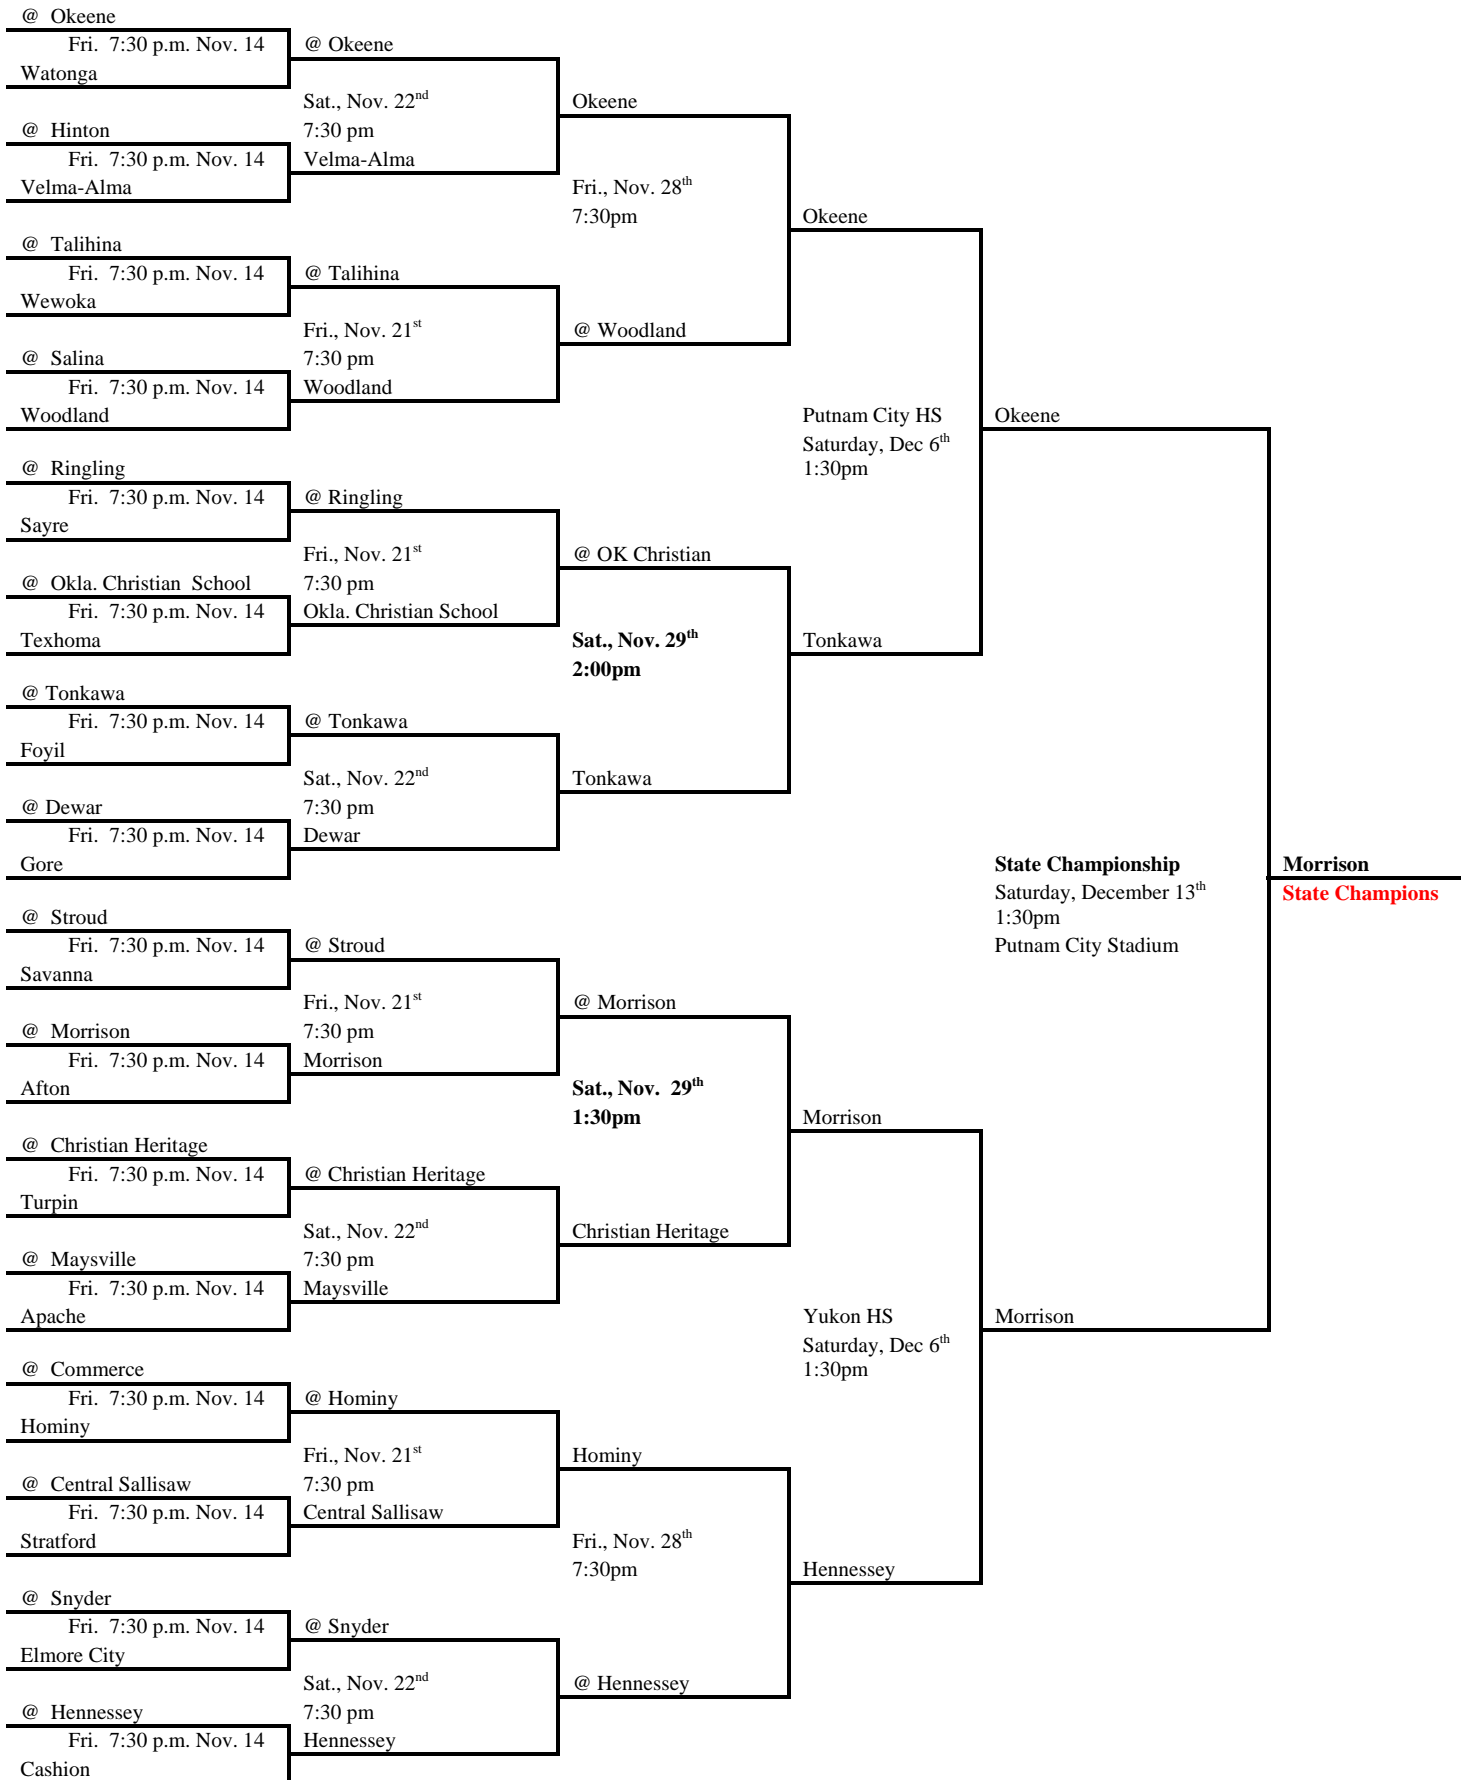 @ Okeene
Fri. 7:30 p.m. Nov. 14
Watonga
@ Hinton
Fri. 7:30 p.m. Nov. 14
Velma-Alma
@ Talihina
Fri. 7:30 p.m. Nov. 14
Wewoka
@ Salina
Fri. 7:30 p.m. Nov. 14
Woodland
@ Ringling
Fri. 7:30 p.m. Nov. 14
Sayre
@ Okla. Christian School
Fri. 7:30 p.m. Nov. 14
Texhoma
@ Tonkawa
Fri. 7:30 p.m. Nov. 14
Foyil
@ Dewar
Fri. 7:30 p.m. Nov. 14
Gore
@ Stroud
Fri. 7:30 p.m. Nov. 14
Savanna
@ Morrison
Fri. 7:30 p.m. Nov. 14
Afton
@ Christian Heritage
Fri. 7:30 p.m. Nov. 14
Turpin
@ Maysville
Fri. 7:30 p.m. Nov. 14
Apache
@ Commerce
Fri. 7:30 p.m. Nov. 14
Hominy
@ Central Sallisaw
Fri. 7:30 p.m. Nov. 14
Stratford
@ Snyder
Fri. 7:30 p.m. Nov. 14
Elmore City
@ Hennessey
Fri. 7:30 p.m. Nov. 14
Cashion
@ Okeene
Sat., Nov. 22nd
7:30 pm
Velma-Alma
@ Talihina
Fri., Nov. 21st
7:30 pm
Woodland
@ Ringling
Fri., Nov. 21st
7:30 pm
Okla. Christian School
@ Tonkawa
Sat., Nov. 22nd
7:30 pm
Dewar
@ Stroud
Fri., Nov. 21st
7:30 pm
Morrison
@ Christian Heritage
Sat., Nov. 22nd
7:30 pm
Maysville
@ Hominy
Fri., Nov. 21st
7:30 pm
Central Sallisaw
@ Snyder
Sat., Nov. 22nd
7:30 pm
Hennessey
Okeene
Fri., Nov. 28th
7:30pm
@ Woodland
@ OK Christian
Sat., Nov. 29th
2:00pm
Tonkawa
@ Morrison
Sat., Nov. 29th
1:30pm
Christian Heritage
Hominy
Fri., Nov. 28th
7:30pm
@ Hennessey
Okeene
Putnam City HS
Saturday, Dec 6th
1:30pm
Tonkawa
Morrison
Yukon HS
Saturday, Dec 6th
1:30pm
Hennessey
Okeene
State Championship
Saturday, December 13th
1:30pm
Putnam City Stadium
Morrison
Morrison
State Champions